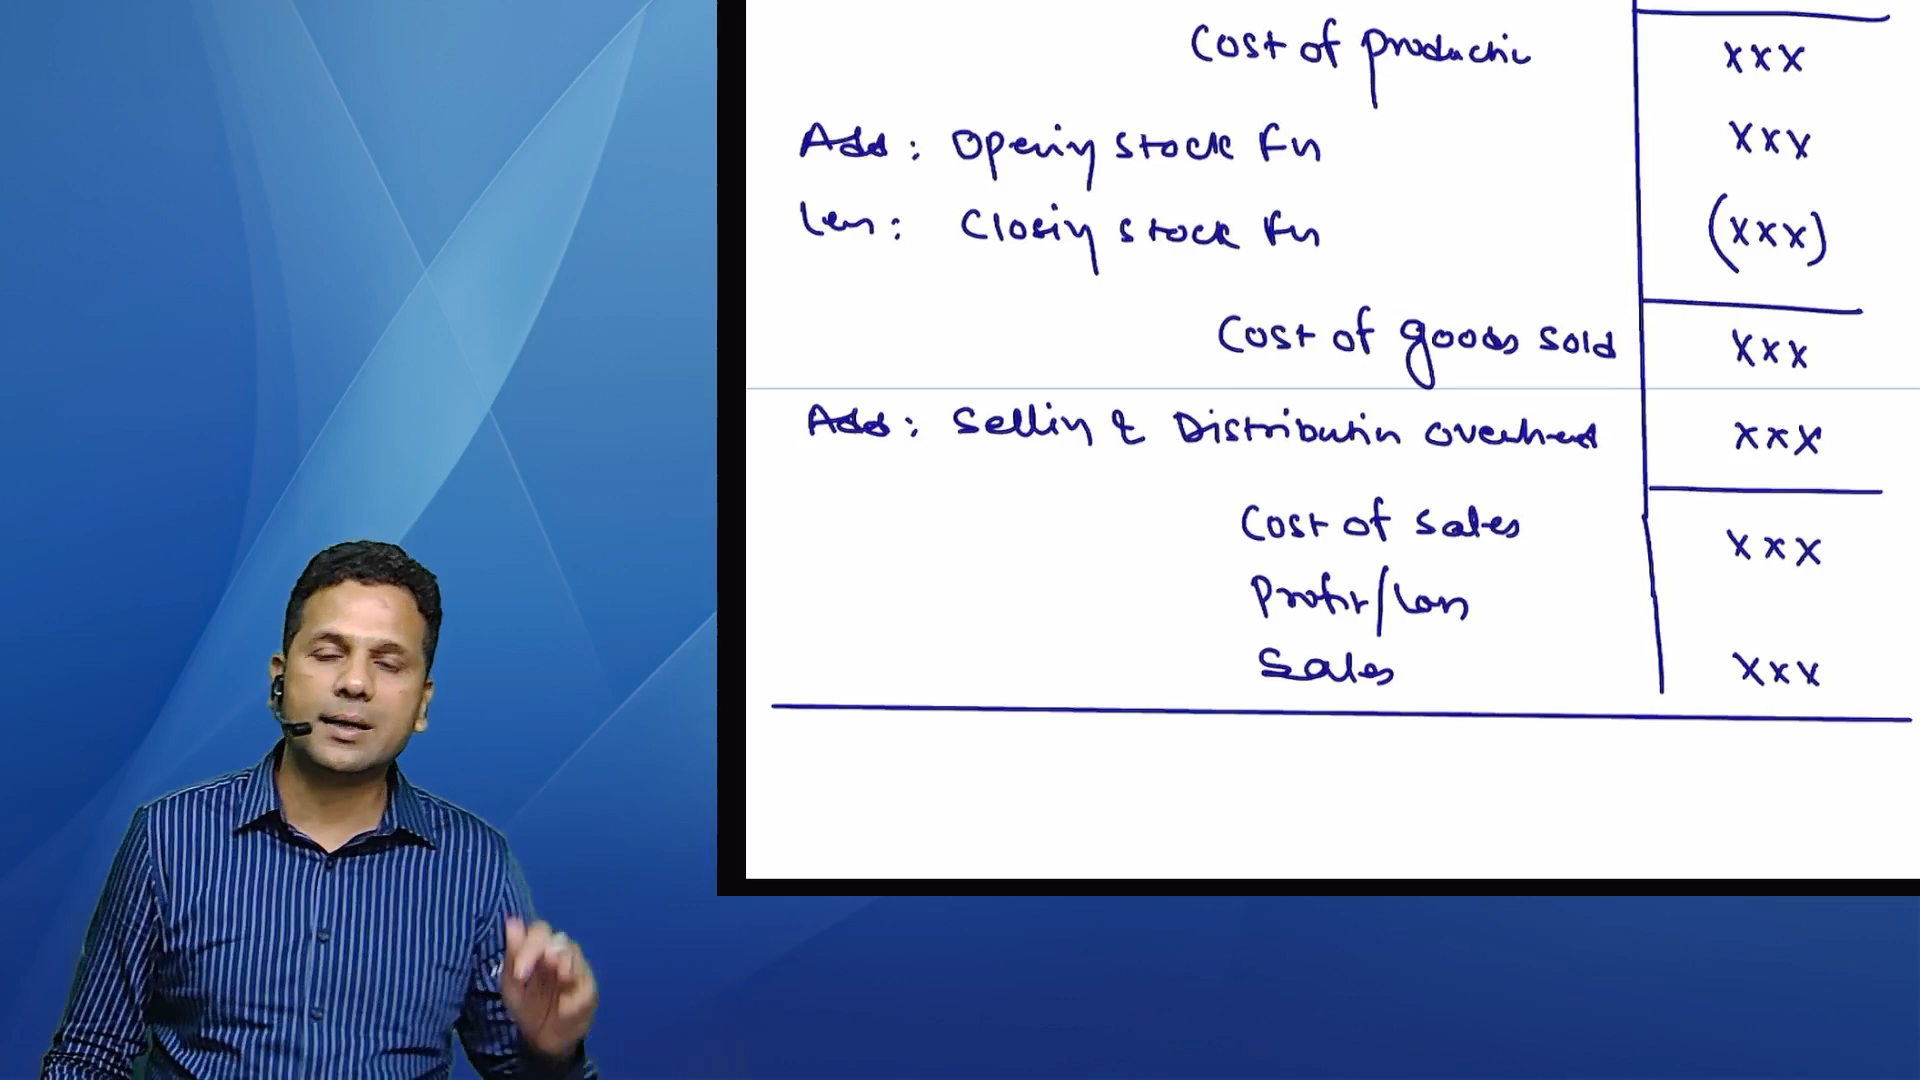 Cost of production xxx
Add: Opening stock FG xxx
Less: Closing stock FG (xxx)
Cost of goods sold xxx
Add: Selling & Distribution overhead xxx
Cost of sales xxx
Profit/Loss
Sales xxx